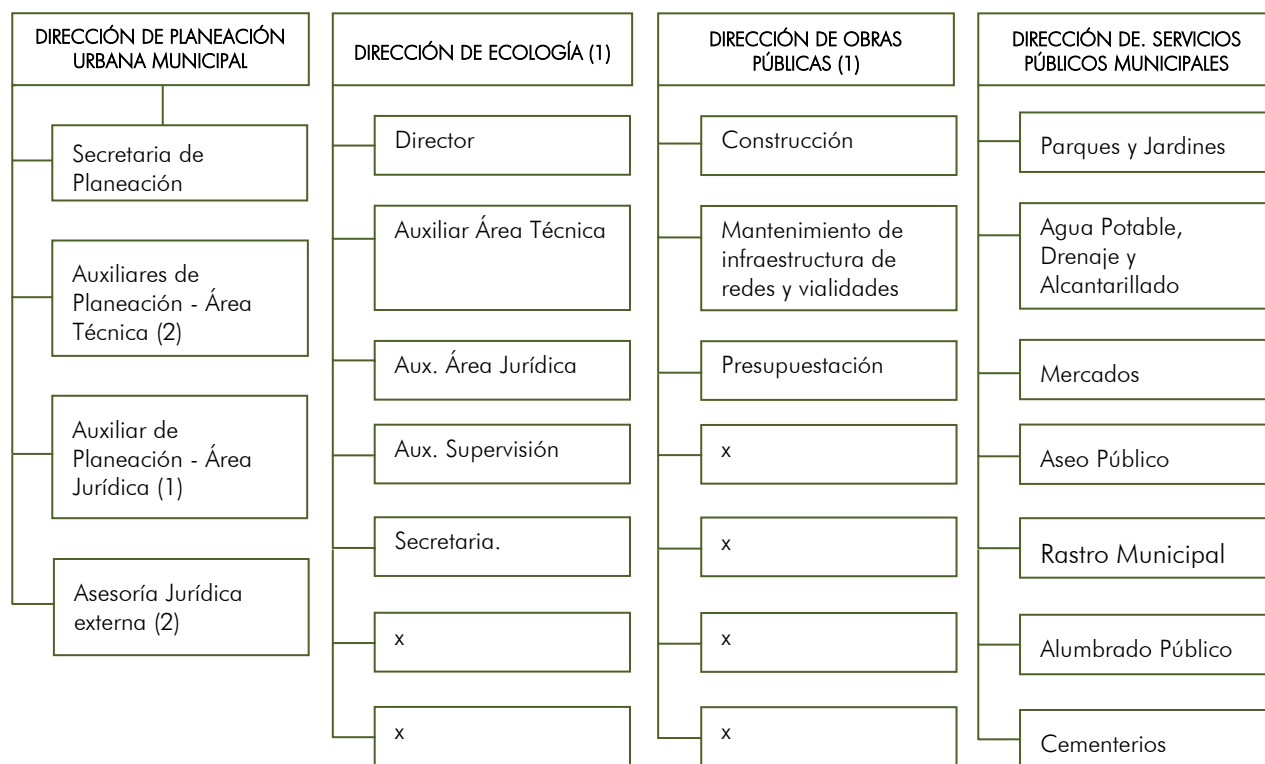 DIRECCIÓN DE PLANEACIÓN
URBANA MUNICIPAL
Secretaria de
Planeación
Auxiliares de
Planeación - Área
Técnica (2)
Auxiliar de
Planeación - Área
Jurídica (1)
Asesoría Jurídica
externa (2)
DIRECCIÓN DE ECOLOGÍA (1)
Director
Auxiliar Área Técnica
Aux. Área Jurídica
Aux. Supervisión
Secretaria.
x
x
DIRECCIÓN DE OBRAS
PÚBLICAS (1)
Construcción
Mantenimiento de
infraestructura de
redes y vialidades
Presupuestación
x
x
x
x
DIRECCIÓN DE. SERVICIOS
PÚBLICOS MUNICIPALES
Parques y Jardines
Agua Potable,
Drenaje y
Alcantarillado
Mercados
Aseo Público
Rastro Municipal
Alumbrado Público
Cementerios